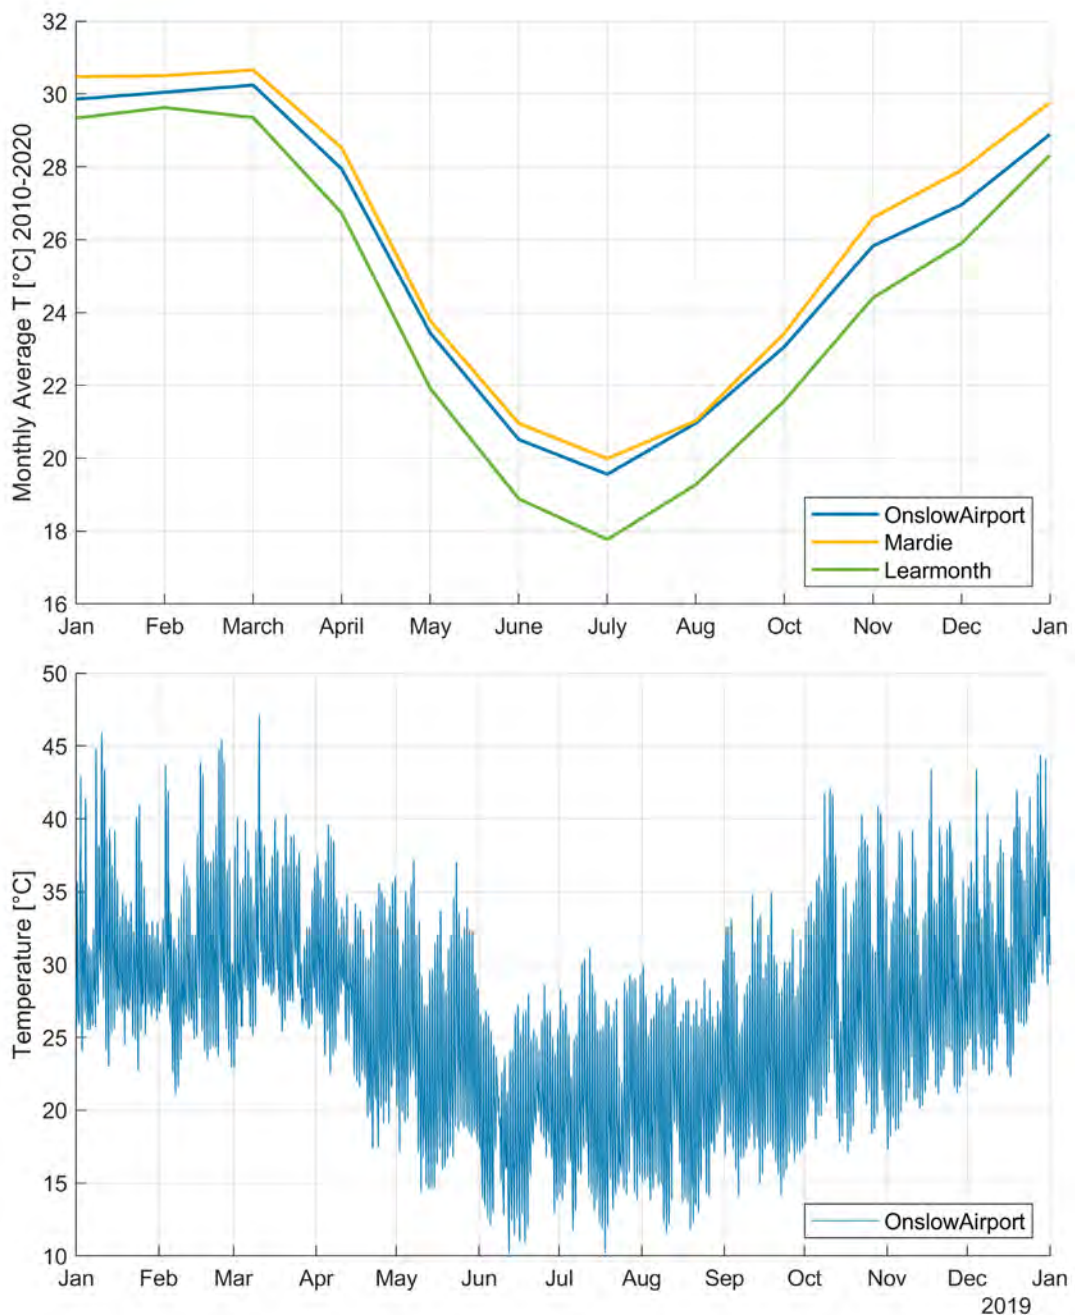 Monthly Average T [°C] 2010-2020
32
30
28
26
24
22
20
18
16
OnslowAirport
Mardie
Learmonth
Jan Feb March April May June July Aug Oct Nov Dec Jan
Temperature [°C]
50
45
40
35
30
25
20
15
10
OnslowAirport
Jan Feb Mar Apr May Jun Jul Aug Sep Oct Nov Dec Jan
2019